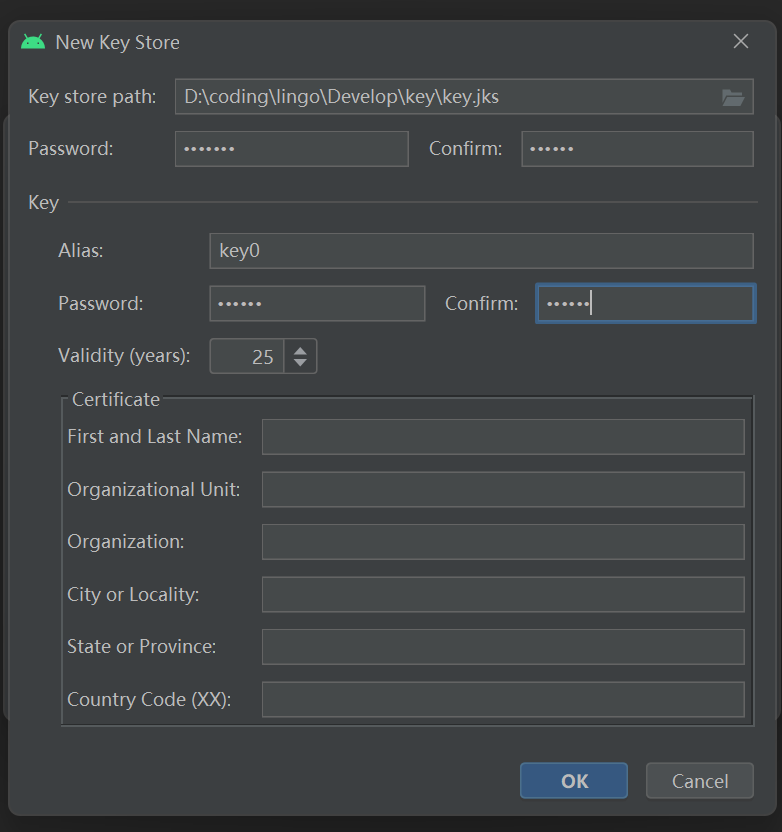 New Key Store
Key store path: D:\coding\lingo\Develop\key\key.jks
Password: ••••••• Confirm: ••••••
Key
Alias: key0
Password: •••••• Confirm: ••••••
Validity (years): 25
Certificate
First and Last Name:
Organizational Unit:
Organization:
City or Locality:
State or Province:
Country Code (XX):
OK Cancel